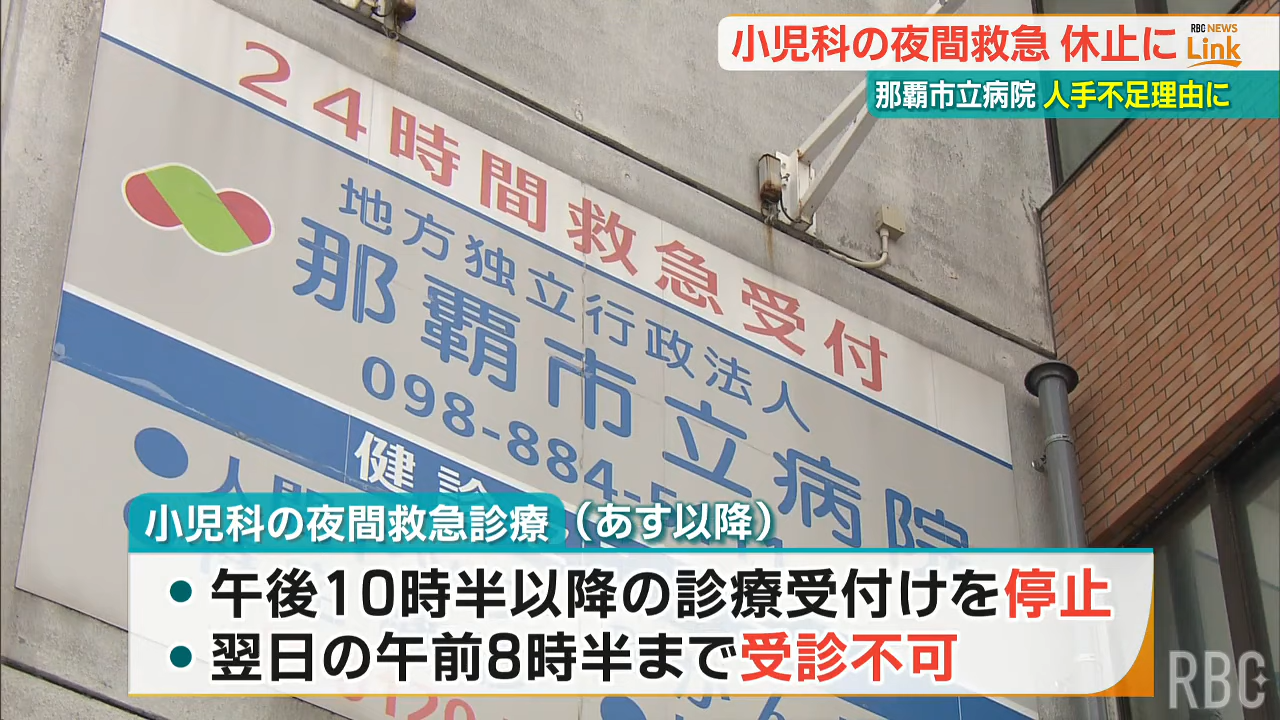 小児科の夜間救急 休止に
RBC NEWS
Link
那覇市立病院 人手不足理由に
24時間救急受付
地方独立行政法人
那覇市立病院
098-884-5
健診
小児科の夜間救急診療（あす以降）
• 午後10時半以降の診療受付けを停止
• 翌日の午前8時半まで受診不可
RBC